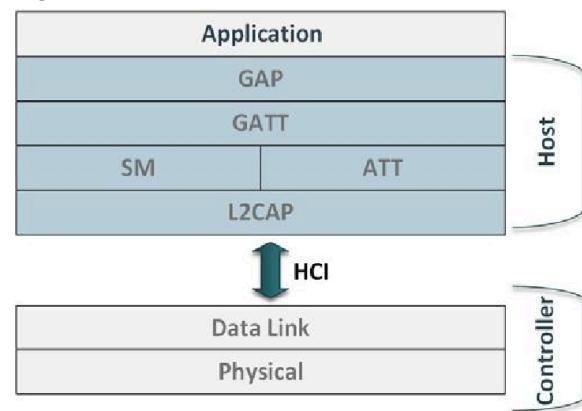 Application
GAP
GATT
SM ATT
L2CAP
Host
HCI
Data Link
Physical
Controller